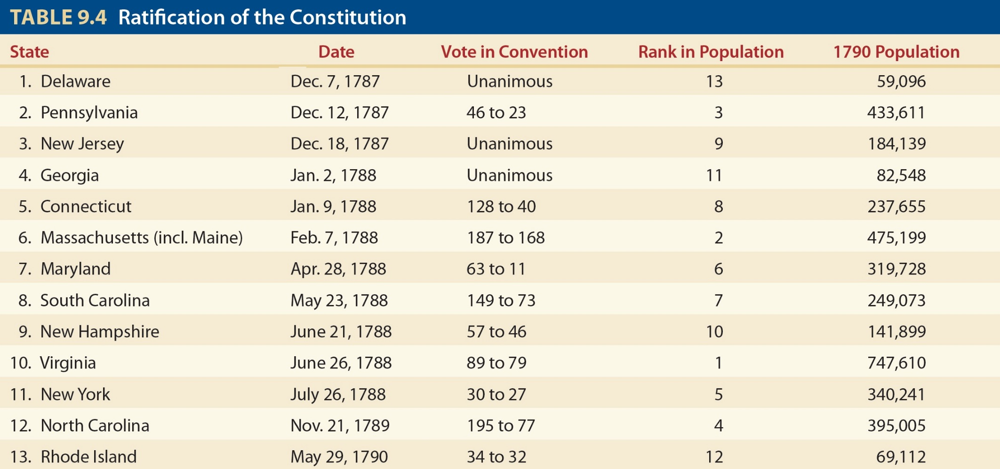 TABLE 9.4 Ratification of the Constitution
State Date Vote in Convention Rank in Population 1790 Population
1. Delaware Dec. 7, 1787 Unanimous 13 59,096
2. Pennsylvania Dec. 12, 1787 46 to 23 3 433,611
3. New Jersey Dec. 18, 1787 Unanimous 9 184,139
4. Georgia Jan. 2, 1788 Unanimous 11 82,548
5. Connecticut Jan. 9, 1788 128 to 40 8 237,655
6. Massachusetts (incl. Maine) Feb. 7, 1788 187 to 168 2 475,199
7. Maryland Apr. 28, 1788 63 to 11 6 319,728
8. South Carolina May 23, 1788 149 to 73 7 249,073
9. New Hampshire June 21, 1788 57 to 46 10 141,899
10. Virginia June 26, 1788 89 to 79 1 747,610
11. New York July 26, 1788 30 to 27 5 340,241
12. North Carolina Nov. 21, 1789 195 to 77 4 395,005
13. Rhode Island May 29, 1790 34 to 32 12 69,112